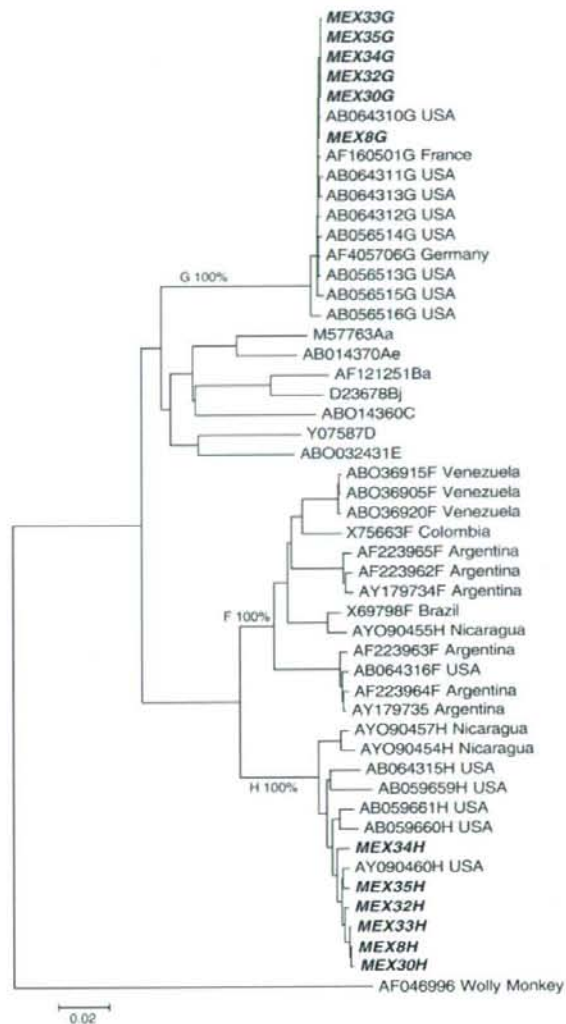 MEX33G
MEX35G
MEX34G
MEX32G
MEX30G
AB064310G USA
MEX8G
AF160501G France
AB064311G USA
AB064313G USA
AB064312G USA
AB056514G USA
AF405706G Germany
AB056513G USA
AB056515G USA
AB056516G USA
G 100%
M57763Aa
AB014370Ae
AF121251Ba
D23678Bj
ABO14360C
Y07587D
ABO032431E
ABO36915F Venezuela
ABO36905F Venezuela
ABO36920F Venezuela
X75663F Colombia
AF223965F Argentina
AF223962F Argentina
AY179734F Argentina
X69798F Brazil
F 100%
AYO90455H Nicaragua
AF223963F Argentina
AB064316F USA
AF223964F Argentina
AY179735 Argentina
AYO90457H Nicaragua
AYO90454H Nicaragua
AB064315H USA
H 100%
AB059659H USA
AB059661H USA
AB059660H USA
MEX34H
AY090460H USA
MEX35H
MEX32H
MEX33H
MEX8H
MEX30H
AF046996 Wolly Monkey
0.02